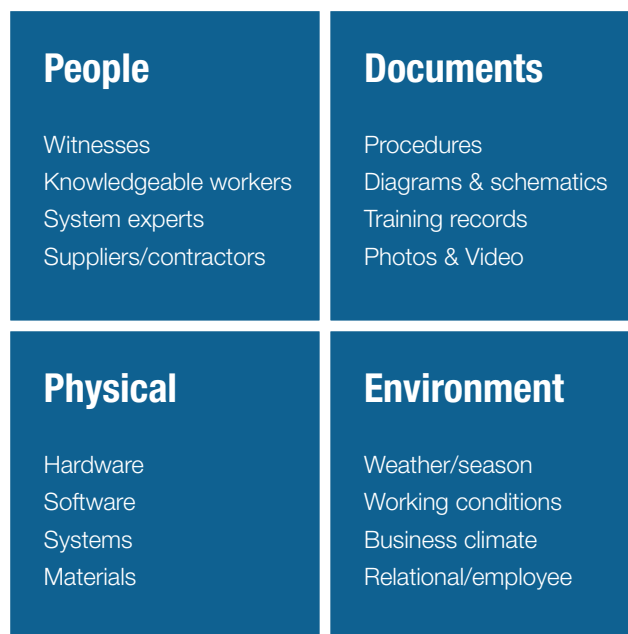 People
Witnesses
Knowledgeable workers
System experts
Suppliers/contractors
Documents
Procedures
Diagrams & schematics
Training records
Photos & Video
Physical
Hardware
Software
Systems
Materials
Environment
Weather/season
Working conditions
Business climate
Relational/employee